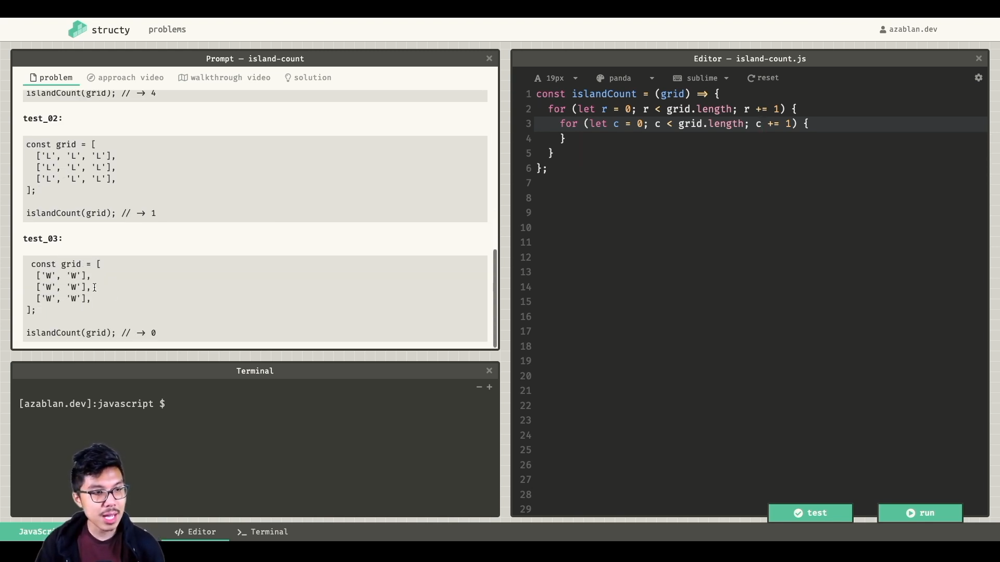 structy
problems
azablan.dev
Prompt — island-count
problem
approach video
walkthrough video
solution
islandCount(grid); // -> 4
test_02:
const grid = [
['L', 'L', 'L'],
['L', 'L', 'L'],
['L', 'L', 'L'],
];
islandCount(grid); // -> 1
test_03:
const grid = [
['W', 'W'],
['W', 'W'],
['W', 'W'],
];
islandCount(grid); // -> 0
Terminal
- +
[azablan.dev]:javascript $
Editor — island-count.js
A 19px
panda
sublime
reset
1 const islandCount = (grid) => {
2 for (let r = 0; r < grid.length; r += 1) {
3 for (let c = 0; c < grid.length; c += 1) {
4 }
5 }
6 };
7
8
9
10
11
12
13
14
15
16
17
18
19
20
21
22
23
24
25
26
27
28
29
test
run
</> Editor
>_ Terminal